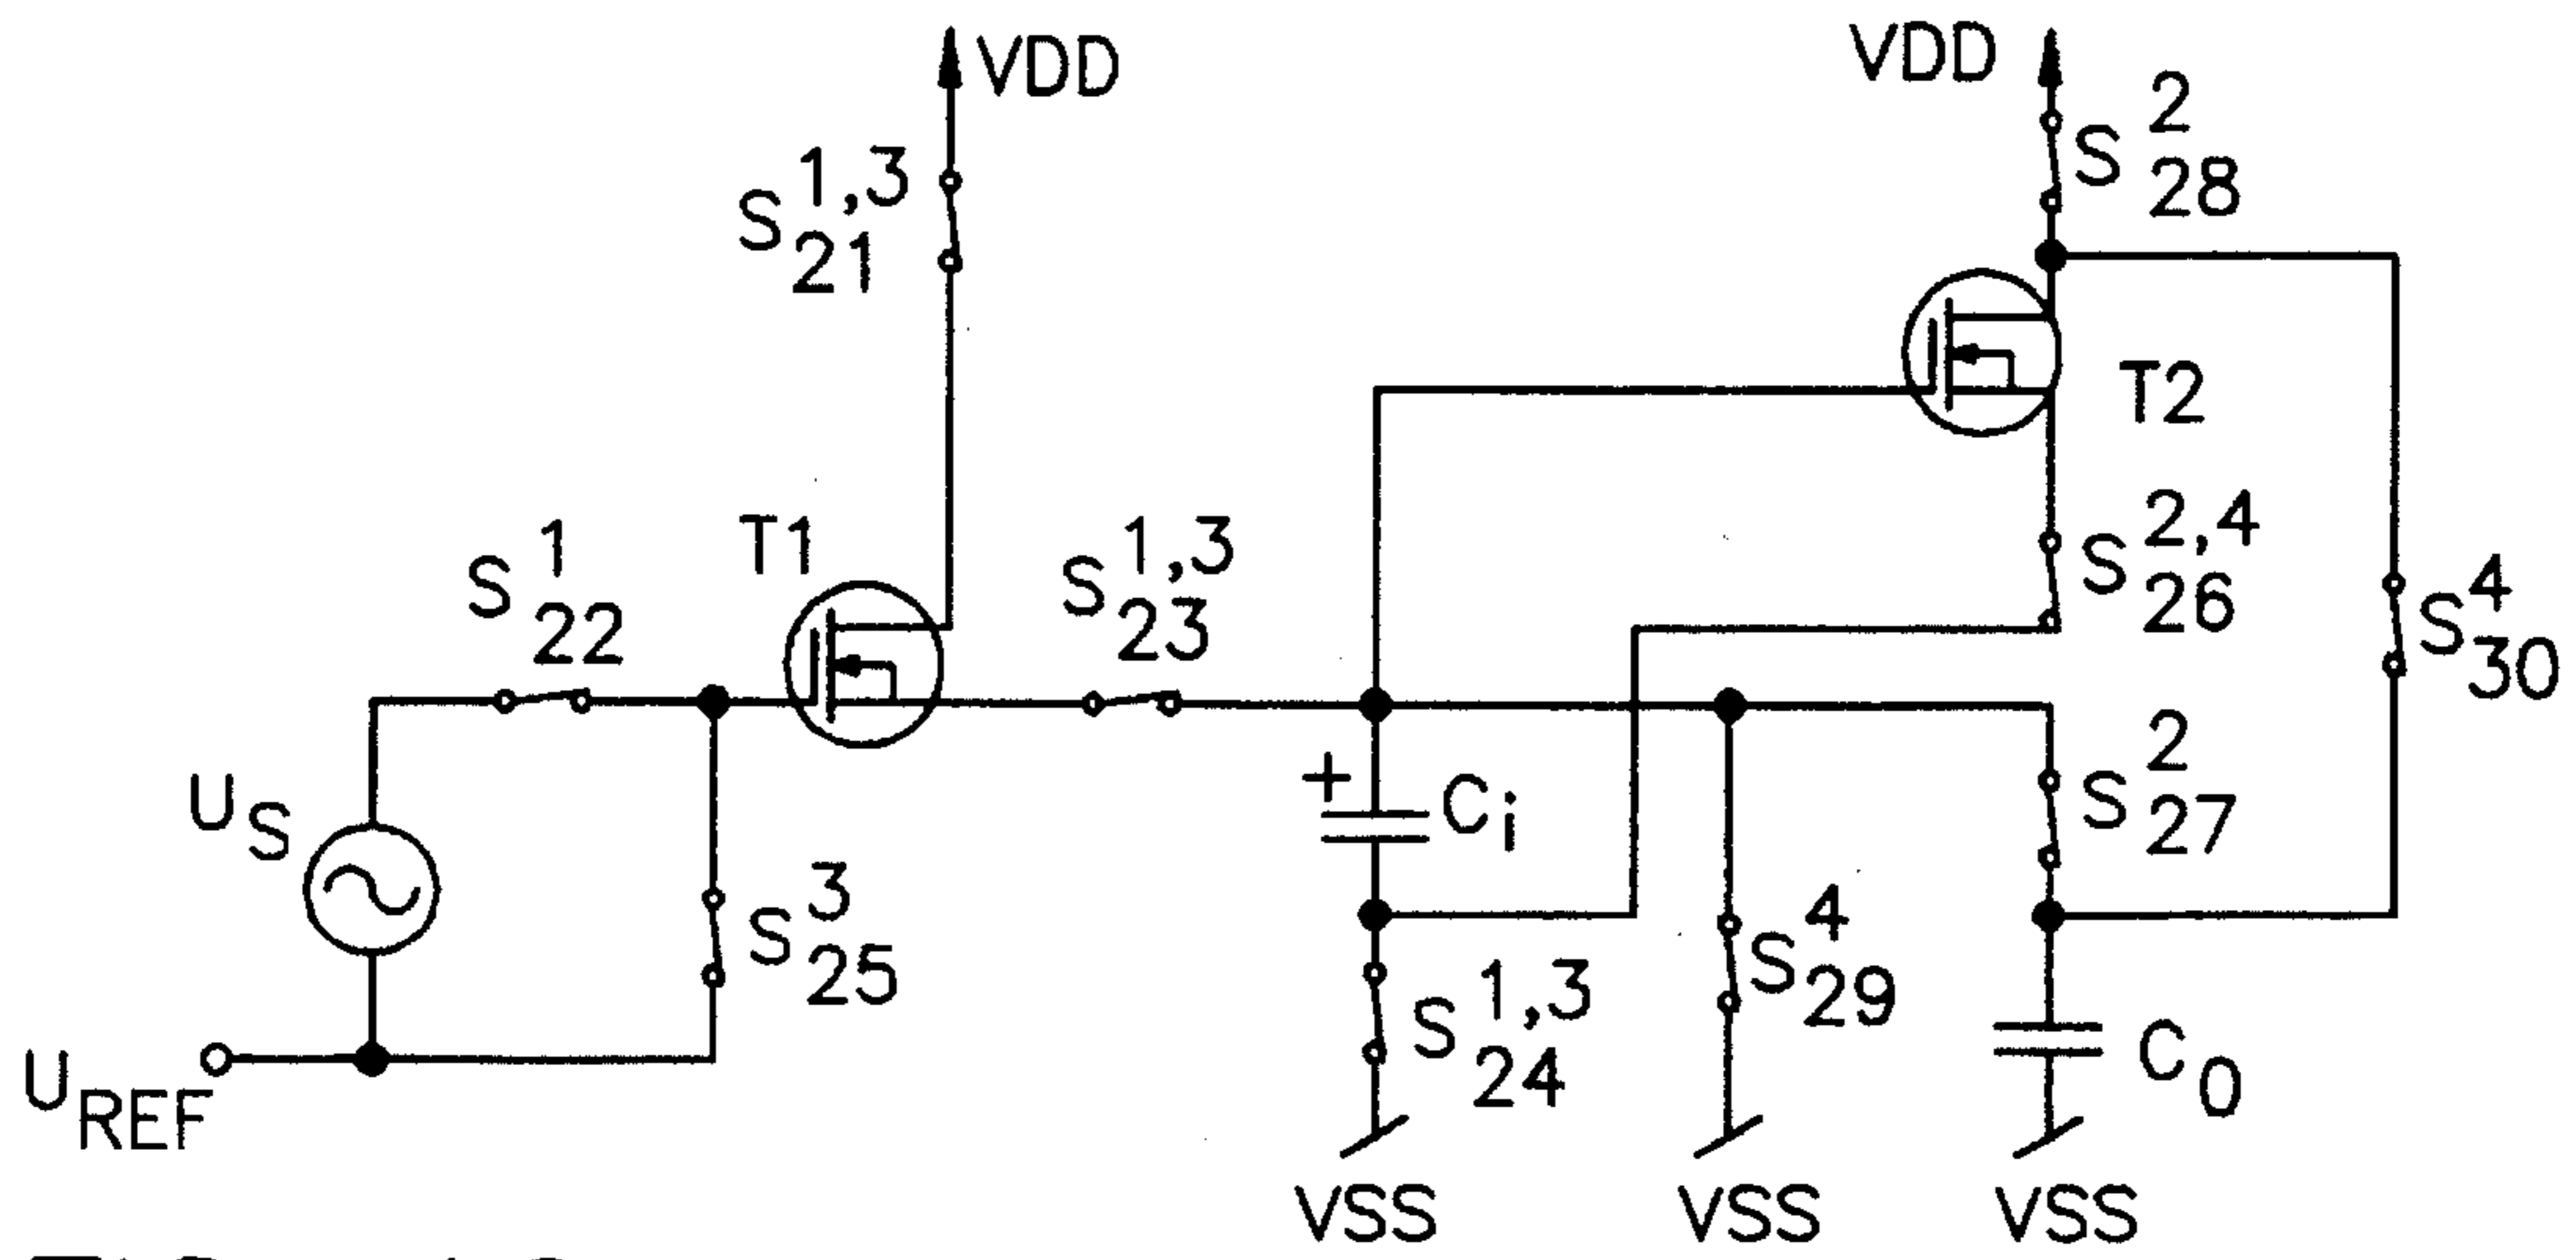 VDD
VDD
S 2 28
S 1,3 21
T2
T1
S 1 22
S 1,3 23
S 2,4 26
S 4 30
U S
+
C i
S 2 27
S 3 25
S 4 29
S 1,3 24
C 0
U REF
VSS
VSS
VSS